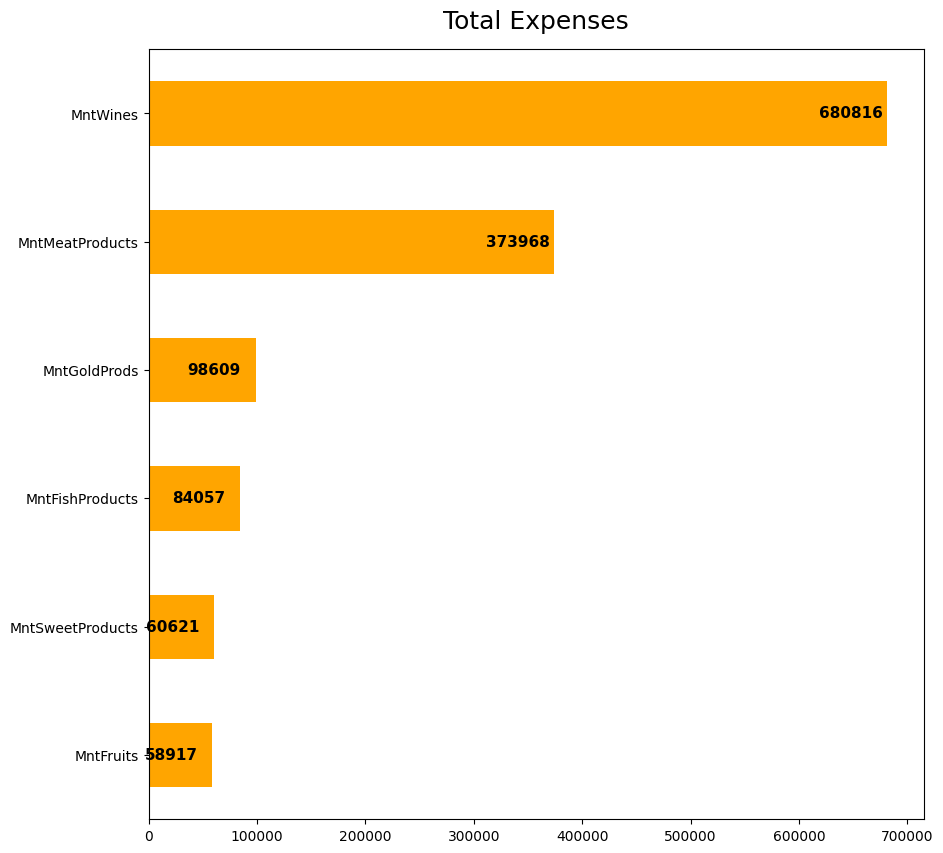 Total Expenses
MntWines 680816
MntMeatProducts 373968
MntGoldProds 98609
MntFishProducts 84057
MntSweetProducts 60621
MntFruits 58917
0 100000 200000 300000 400000 500000 600000 700000